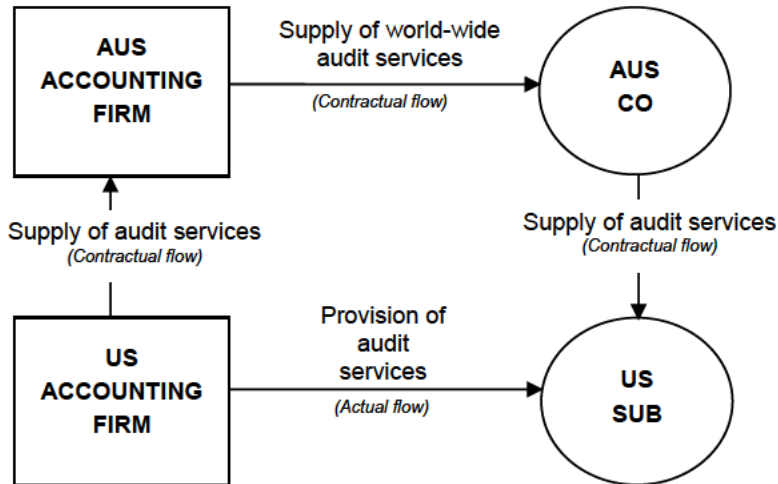 AUS
ACCOUNTING
FIRM
Supply of world-wide
audit services
(Contractual flow)
AUS
CO
Supply of audit services
(Contractual flow)
Supply of audit services
(Contractual flow)
US
ACCOUNTING
FIRM
Provision of
audit
services
(Actual flow)
US
SUB